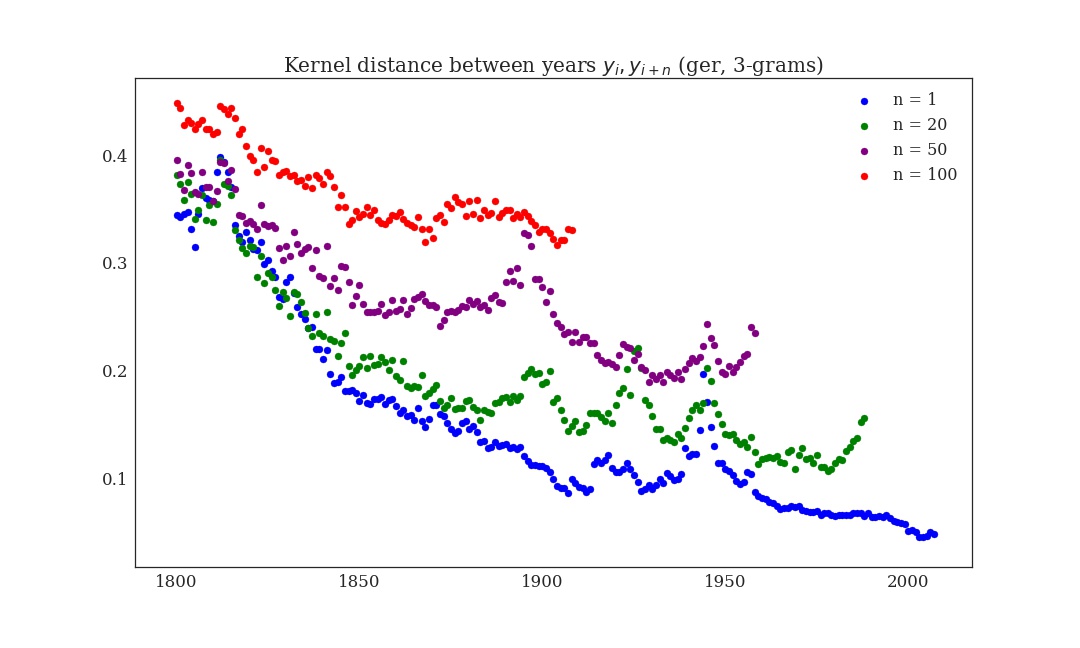 Kernel distance between years y_i, y_{i+n} (ger, 3-grams)
n = 1
n = 20
n = 50
n = 100
0.4
0.3
0.2
0.1
1800 1850 1900 1950 2000